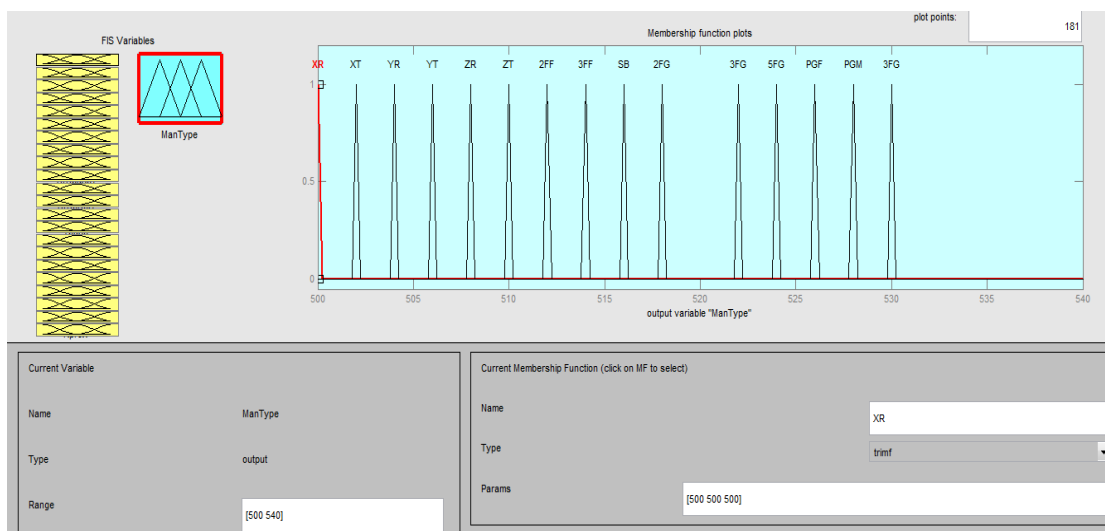 plot points:
181
FIS Variables
Membership function plots
XR XT YR YT ZR ZT 2FF 3FF SB 2FG 3FG 5FG PGF PGM 3FG
1
0.5
0
ManType
500 505 510 515 520 525 530 535 540
output variable "ManType"
Current Variable
Current Membership Function (click on MF to select)
Name ManType
Name XR
Type output
Type trimf
Params [500 500 500]
Range [500 540]